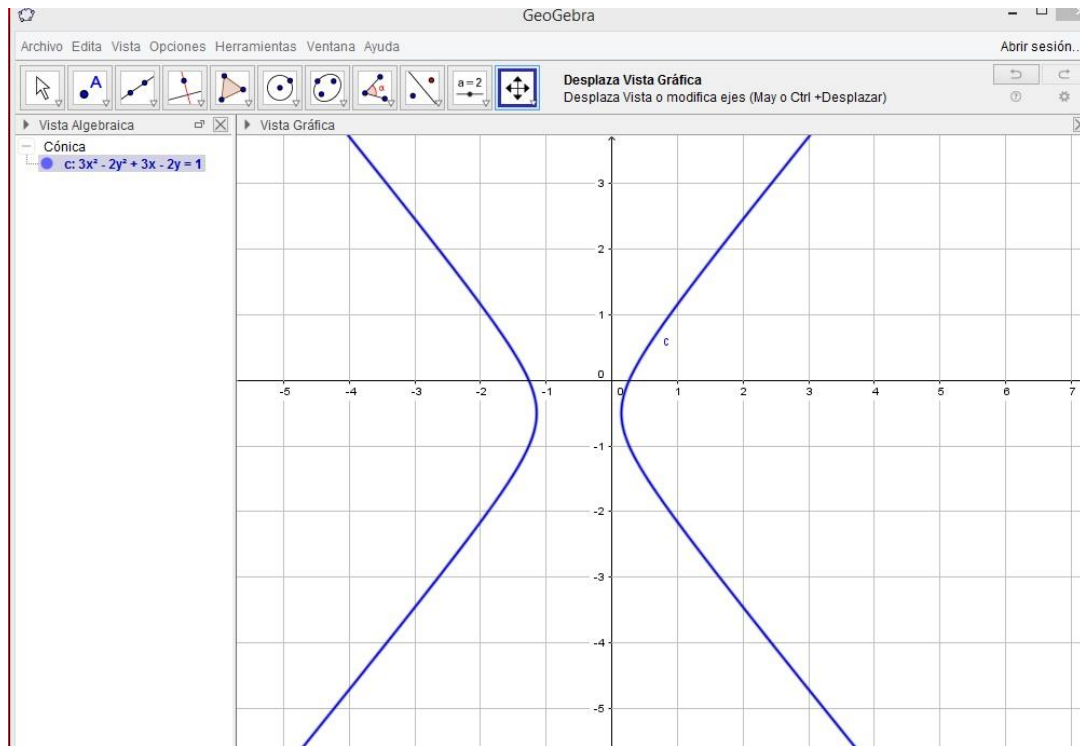 GeoGebra
Archivo Edita Vista Opciones Herramientas Ventana Ayuda
Abrir sesión...
A
α
a=2
Desplaza Vista Gráfica
Desplaza Vista o modifica ejes (May o Ctrl +Desplazar)
Vista Algebraica
Vista Gráfica
Cónica
c: 3x² - 2y² + 3x - 2y = 1
3
2
1
c
0
-5 -4 -3 -2 -1 0 1 2 3 4 5 6 7
-1
-2
-3
-4
-5